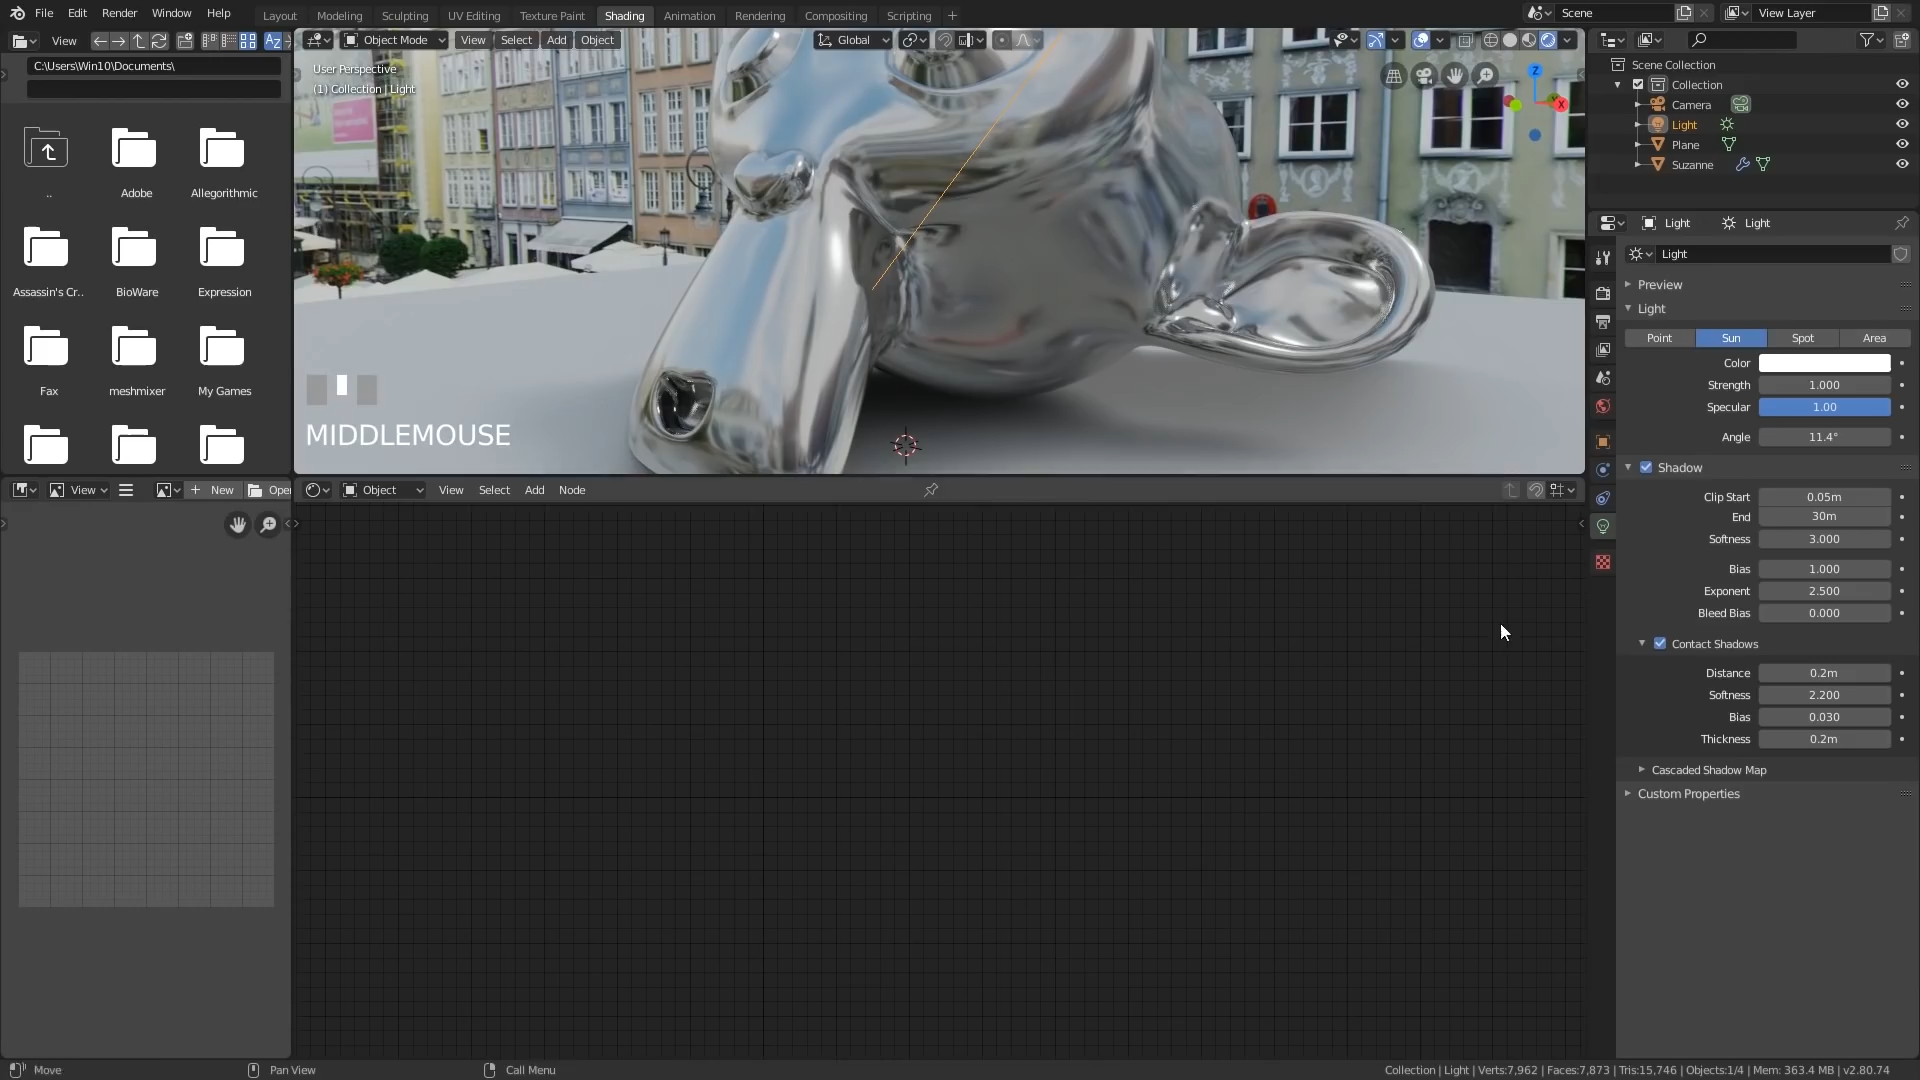 File Edit Render Window Help
Layout Modeling Sculpting UV Editing Texture Paint Shading Animation Rendering Compositing Scripting +
Scene
View Layer
View
C:\Users\Win10\Documents\
..
Adobe
Allegorithmic
Assassin's Cr..
BioWare
Expression
Fax
meshmixer
My Games
Object Mode View Select Add Object
Global
User Perspective
(1) Collection | Light
Z
X
MIDDLEMOUSE
Scene Collection
Collection
Camera
Light
Plane
Suzanne
Light Light
Light
Preview
Light
Point Sun Spot Area
Color
Strength 1.000
Specular 1.00
Angle 11.4°
Shadow
Clip Start 0.05m
End 30m
Softness 3.000
Bias 1.000
Exponent 2.500
Bleed Bias 0.000
Contact Shadows
Distance 0.2m
Softness 2.200
Bias 0.030
Thickness 0.2m
Cascaded Shadow Map
Custom Properties
View New Ope
Object View Select Add Node
Move Pan View Call Menu
Collection | Light | Verts:7,962 | Faces:7,873 | Tris:15,746 | Objects:1/4 | Mem: 363.4 MB | v2.80.74